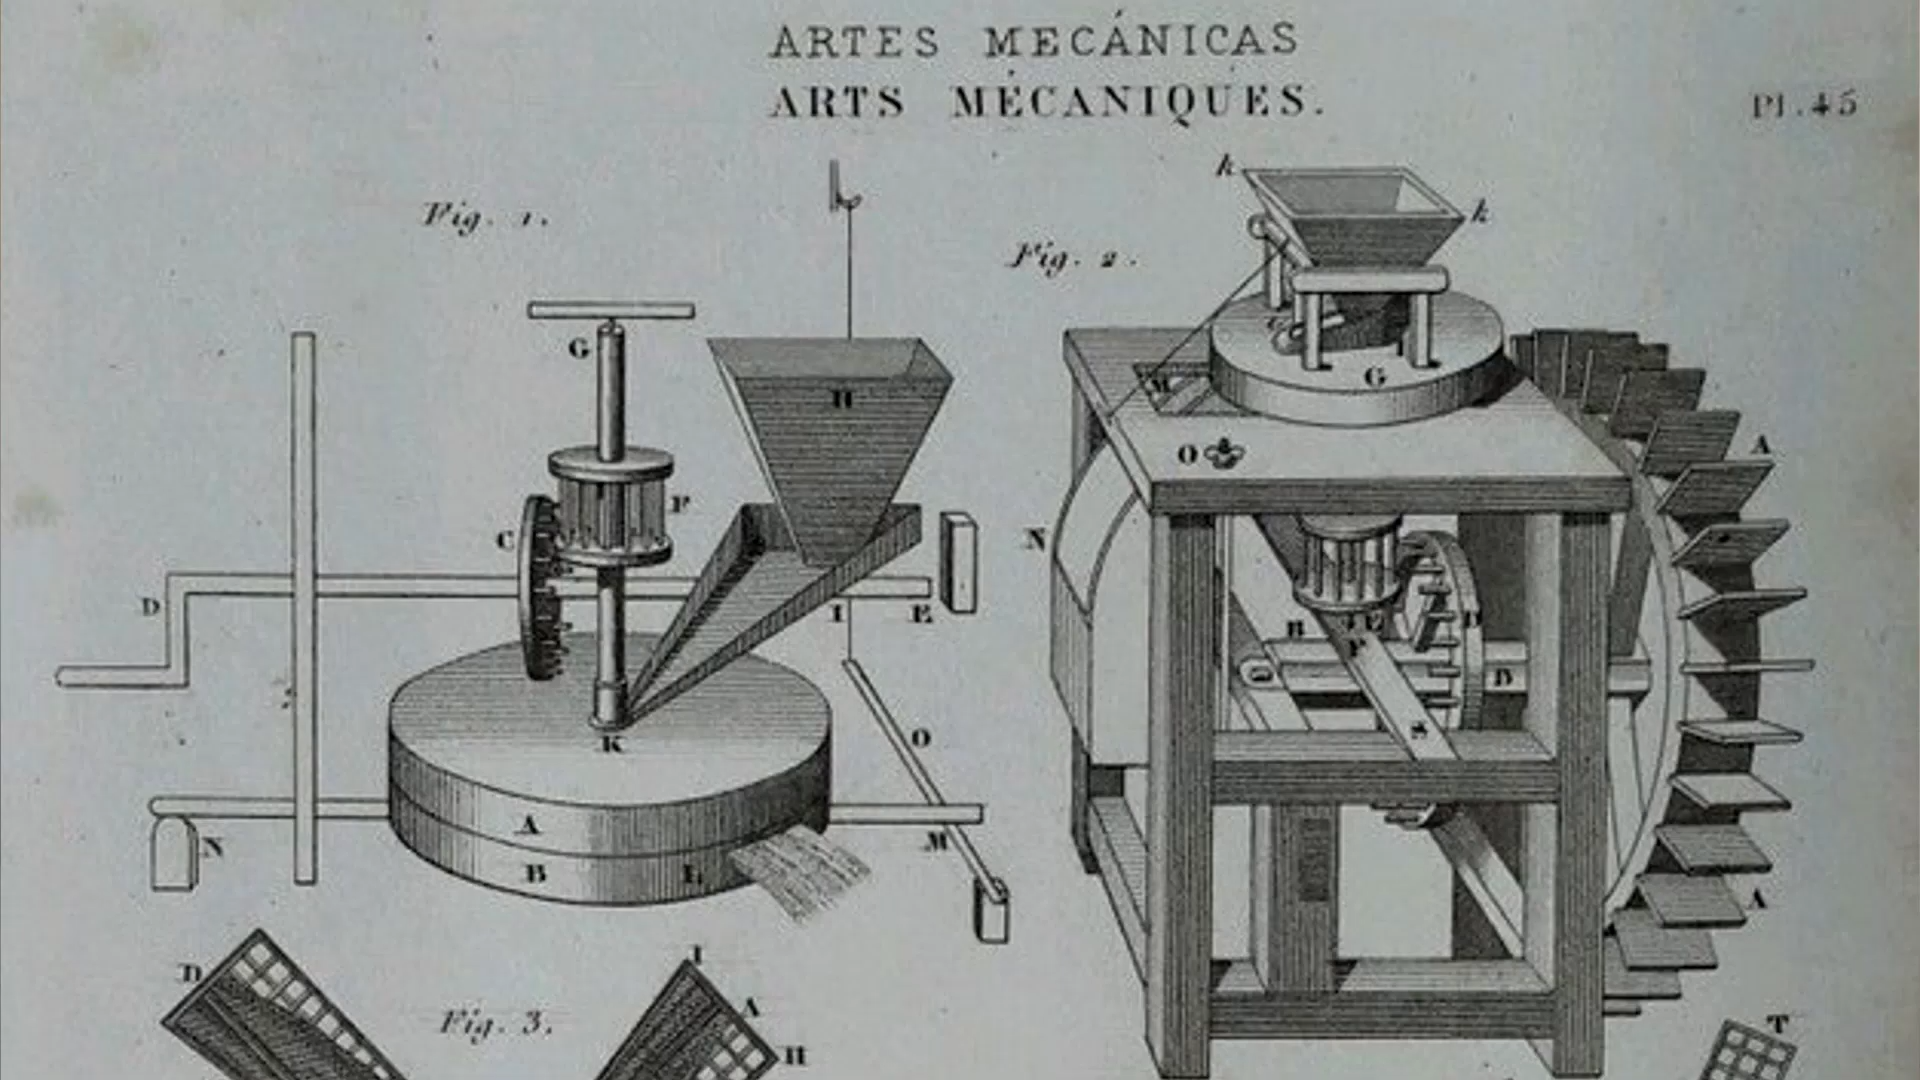 ARTES MECÁNICAS
ARTS MÉCANIQUES.
Pl. 45
Fig. 1.
Fig. 2.
k
k
G
H
F
C
D
I
E
K
O
A
B
L
M
N
M
G
O
A
N
B
E
F
D
S
A
Fig. 3.
D
I
A
H
T